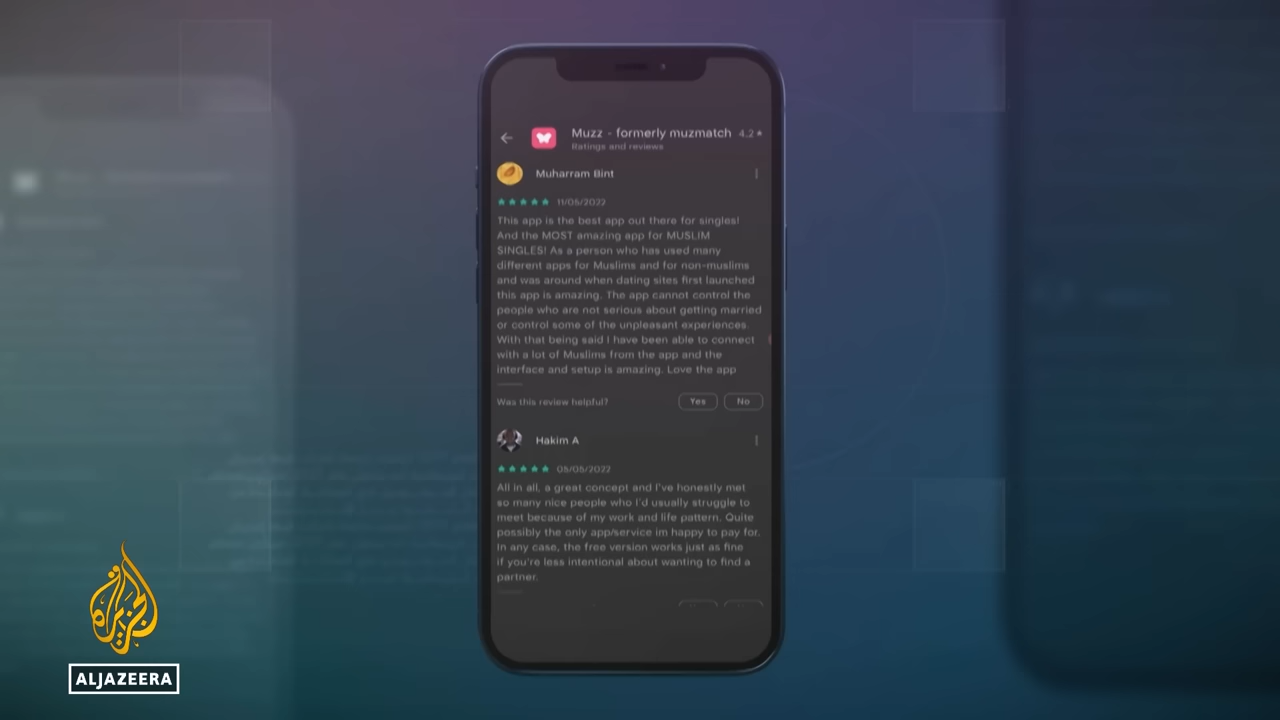 Muzz - formerly muzmatch 4.2★
Ratings and reviews
Muharram Bint
11/05/2022
This app is the best app out there for singles!
And the MOST amazing app for MUSLIM
SINGLES! As a person who has used many
different apps for Muslims and for non-muslims
and was around when dating sites first launched
this app is amazing. The app cannot control the
people who are not serious about getting married
or control some of the unpleasant experiences.
With that being said I have been able to connect
with a lot of Muslims from the app and the
interface and setup is amazing. Love the app
Was this review helpful? Yes No
Hakim A
05/05/2022
All in all, a great concept and I've honestly met
so many nice people who I'd usually struggle to
meet because of my work and life pattern. Quite
possibly the only app/service im happy to pay for.
In any case, the free version works just as fine
if you're less intentional about wanting to find a
partner.
الجزيرة
ALJAZEERA